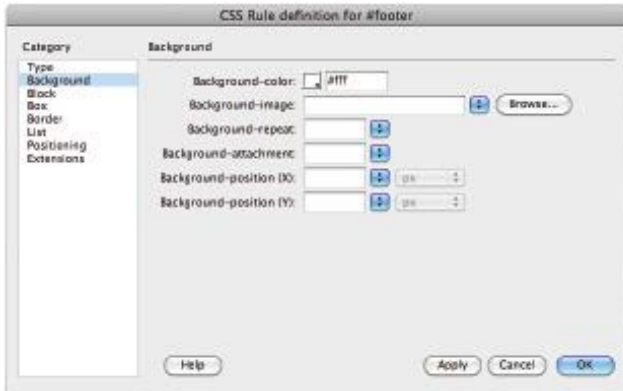 CSS Rule definition for #footer
Category
Background
Type
Background
Block
Box
Border
List
Positioning
Extensions
Background-color: #fff
Background-image: Browse...
Background-repeat:
Background-attachment:
Background-position (X): px
Background-position (Y): px
Help
Apply
Cancel
OK